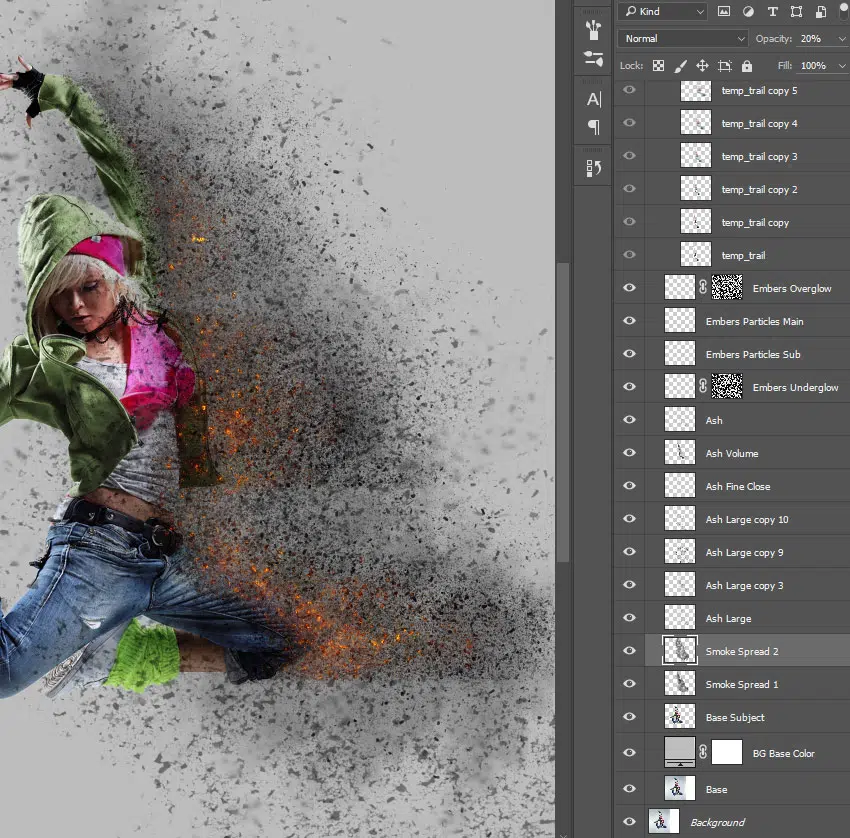 Kind
Normal Opacity: 20%
Lock: Fill: 100%
temp_trail copy 5
temp_trail copy 4
temp_trail copy 3
temp_trail copy 2
temp_trail copy
temp_trail
Embers Overglow
Embers Particles Main
Embers Particles Sub
Embers Underglow
Ash
Ash Volume
Ash Fine Close
Ash Large copy 10
Ash Large copy 9
Ash Large copy 3
Ash Large
Smoke Spread 2
Smoke Spread 1
Base Subject
BG Base Color
Base
Background